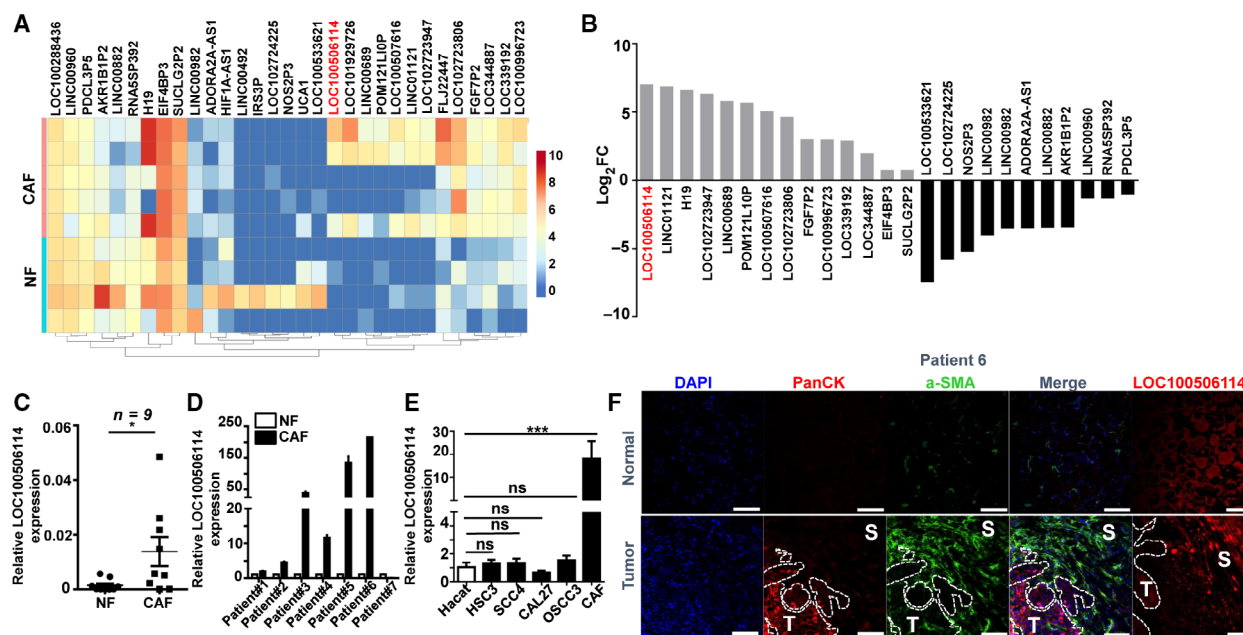 A
LOC100288436
LINC00960
PDCL3P5
AKR1B1P2
LINC00882
RNA5SP392
H19
EIF4BP3
SUCLG2P2
LINC00982
ADORA2A-AS1
HIF1A-AS1
LINC00492
IRS3P
LOC102724225
NOS2P3
UCA1
LOC100533621
LOC100506114
LOC101929726
LINC00689
POM121LI0P
LOC100507616
LINC01121
LOC102723947
FLJ22447
LOC102723806
FGF7P2
LOC344887
LOC339192
LOC100996723
CAF
NF
10
8
6
4
2
0
B
Log2FC
10
5
0
−5
−10
LOC100506114
LINC01121
H19
LOC102723947
LINC00689
POM121L10P
LOC100507616
LOC102723806
FGF7P2
LOC100996723
LOC339192
LOC344887
EIF4BP3
SUCLG2P2
LOC100533621
LOC102724225
NOS2P3
LINC00982
LINC00982
ADORA2A-AS1
LINC00882
AKR1B1P2
LINC00960
RNA5SP392
PDCL3P5
C
Relative LOC100506114
expression
n = 9
*
0.06
0.04
0.02
0
NF
CAF
D
Relative LOC100506114
expression
NF
CAF
250
200
150
100
50
10
5
0
Patient#1
Patient#2
Patient#3
Patient#4
Patient#5
Patient#6
Patient#7
E
Relative LOC100506114
expression
30
20
10
4
2
1
0
***
ns
ns
ns
ns
Hacat
HSC3
SCC4
CAL27
OSCC3
CAF
F
Patient 6
DAPI
PanCK
a-SMA
Merge
LOC100506114
Normal
Tumor
S
T
S
S
T
T
S